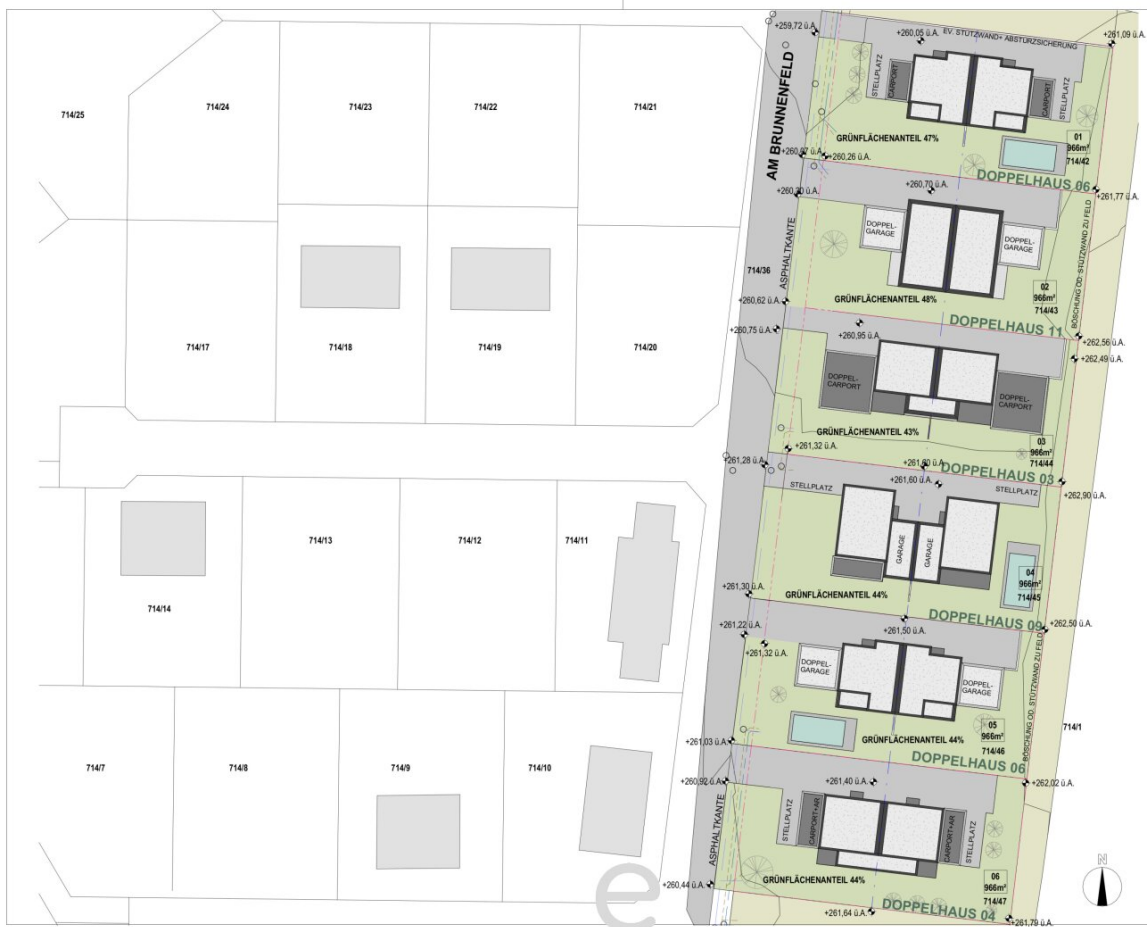 714/25
714/24
714/23
714/22
714/21
714/17
714/18
714/19
714/20
714/14
714/13
714/12
714/11
714/7
714/8
714/9
714/10
AM BRUNNENFELD
ASPHALTKANTE
714/36
ASPHALTKANTE
+259,72 ü.A.
+260,05 ü.A.
EV. STÜTZWAND+ ABSTURZSICHERUNG
+261,09 ü.A.
STELLPLATZ
CARPORT
CARPORT
STELLPLATZ
GRÜNFLÄCHENANTEIL 47%
01
966m²
714/42
+260,07 ü.A.
+260,26 ü.A.
DOPPELHAUS 06
+261,77 ü.A.
+260,70 ü.A.
DOPPEL-
GARAGE
DOPPEL-
GARAGE
BÖSCHUNG OD. STÜTZWAND ZU FELD
02
966m²
714/43
GRÜNFLÄCHENANTEIL 48%
+260,62 ü.A.
DOPPELHAUS 11
+260,75 ü.A.
+260,95 ü.A.
+262,56 ü.A.
+262,49 ü.A.
DOPPEL-
CARPORT
DOPPEL-
CARPORT
GRÜNFLÄCHENANTEIL 43%
03
966m²
714/44
+261,32 ü.A.
+261,28 ü.A.
DOPPELHAUS 03
+261,60 ü.A.
+262,90 ü.A.
STELLPLATZ
STELLPLATZ
GARAGE
GARAGE
04
966m²
714/45
+261,30 ü.A.
GRÜNFLÄCHENANTEIL 44%
DOPPELHAUS 09
+262,50 ü.A.
+261,22 ü.A.
+261,32 ü.A.
+261,50 ü.A.
DOPPEL-
GARAGE
DOPPEL-
GARAGE
BÖSCHUNG OD. STÜTZWAND ZU FELD
714/1
05
966m²
714/46
+261,03 ü.A.
GRÜNFLÄCHENANTEIL 44%
DOPPELHAUS 06
+260,92 ü.A.
+261,40 ü.A.
+262,02 ü.A.
STELLPLATZ
CARPORT+AR
CARPORT+AR
STELLPLATZ
GRÜNFLÄCHENANTEIL 44%
06
966m²
714/47
+260,44 ü.A.
+261,64 ü.A.
DOPPELHAUS 04
+261,79 ü.A.
N
e